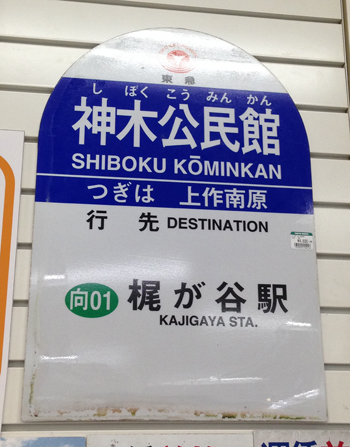 東急
しぼくこうみんかん
神木公民館
SHIBOKU KŌMINKAN
つぎは 上作南原
行先 DESTINATION
向01 梶が谷駅
KAJIGAYA STA.